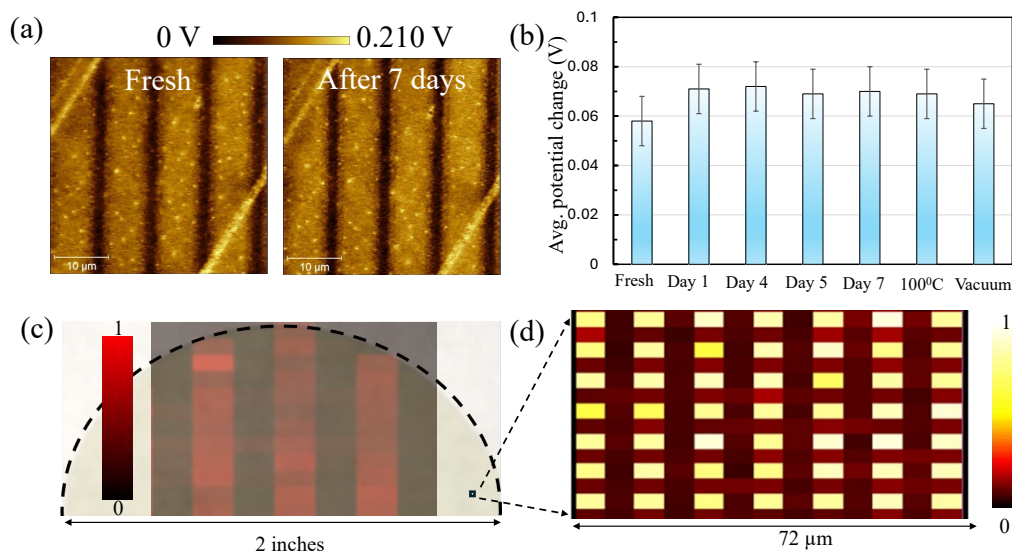 (a)
0 V
0.210 V
Fresh
After 7 days
10 µm
10 µm
(b)
Avg. potential change (V)
0.1
0.08
0.06
0.04
0.02
0
Fresh
Day 1
Day 4
Day 5
Day 7
100⁰C
Vacuum
(c)
1
0
2 inches
(d)
1
0
72 µm